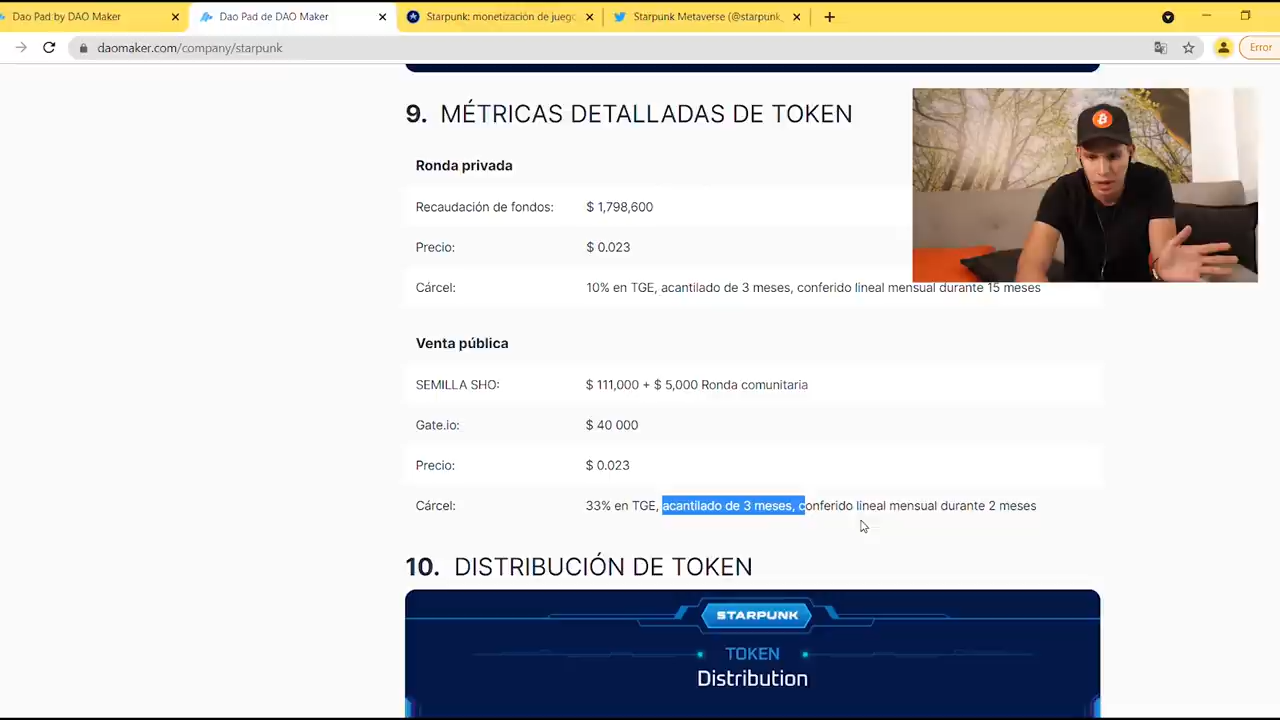 Dao Pad by DAO Maker
Dao Pad de DAO Maker
Starpunk: monetización de jueg
Starpunk Metaverse (@starpunk_
daomaker.com/company/starpunk
Error
9. MÉTRICAS DETALLADAS DE TOKEN
Ronda privada
Recaudación de fondos: $ 1,798,600
Precio: $ 0.023
Cárcel: 10% en TGE, acantilado de 3 meses, conferido lineal mensual durante 15 meses
Venta pública
SEMILLA SHO: $ 111,000 + $ 5,000 Ronda comunitaria
Gate.io: $ 40 000
Precio: $ 0.023
Cárcel: 33% en TGE, acantilado de 3 meses, conferido lineal mensual durante 2 meses
10. DISTRIBUCIÓN DE TOKEN
STARPUNK
TOKEN
Distribution